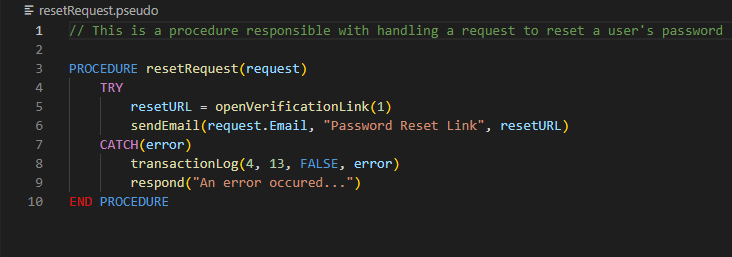 resetRequest.pseudo
1 // This is a procedure responsible with handling a request to reset a user's password
2
3 PROCEDURE resetRequest(request)
4     TRY
5         resetURL = openVerificationLink(1)
6         sendEmail(request.Email, "Password Reset Link", resetURL)
7     CATCH(error)
8         transactionLog(4, 13, FALSE, error)
9         respond("An error occured...")
10 END PROCEDURE